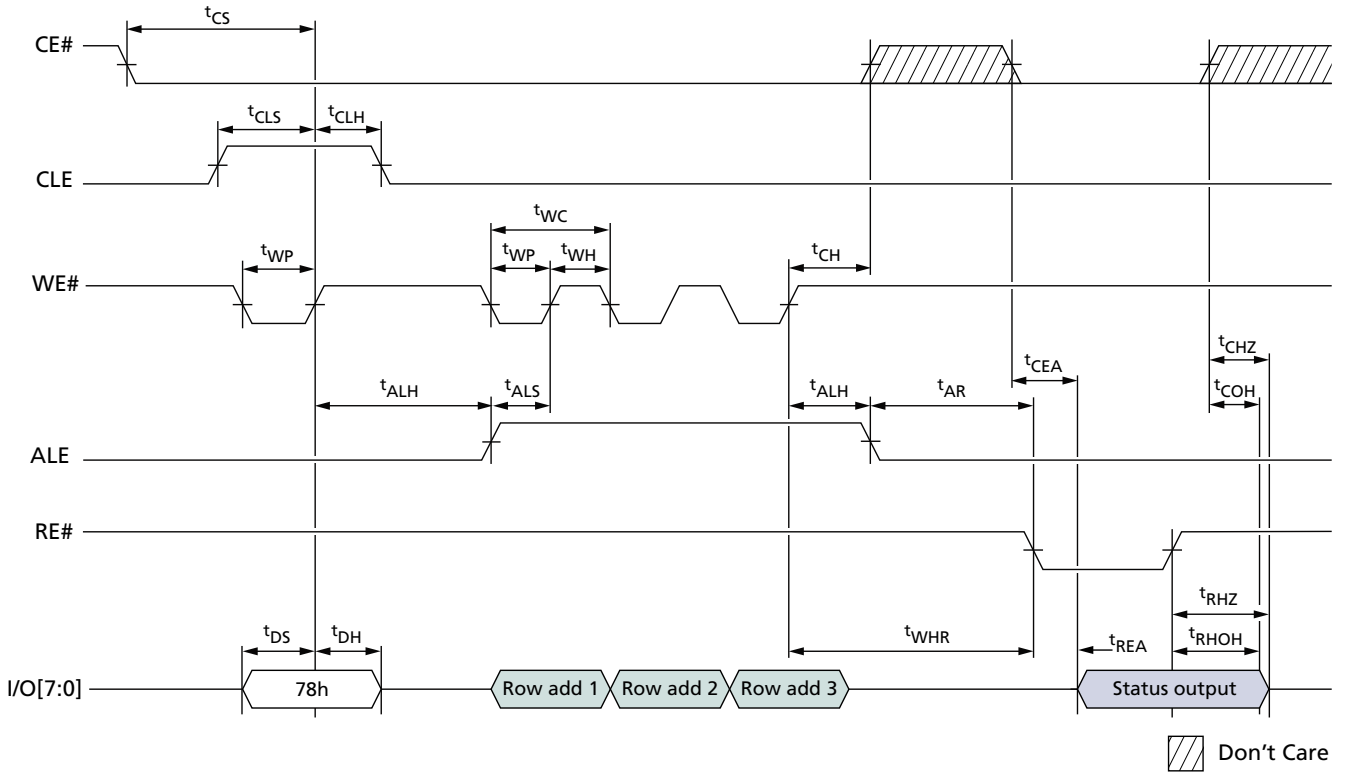 tCS
CE#
tCLS tCLH
CLE
tWC
tWP tWP tWH tCH
WE#
tCHZ
tCEA
tALH tALS tALH tAR tCOH
ALE
RE#
tRHZ
tDS tDH tWHR tREA tRHOH
I/O[7:0] 78h Row add 1 Row add 2 Row add 3 Status output
Don't Care